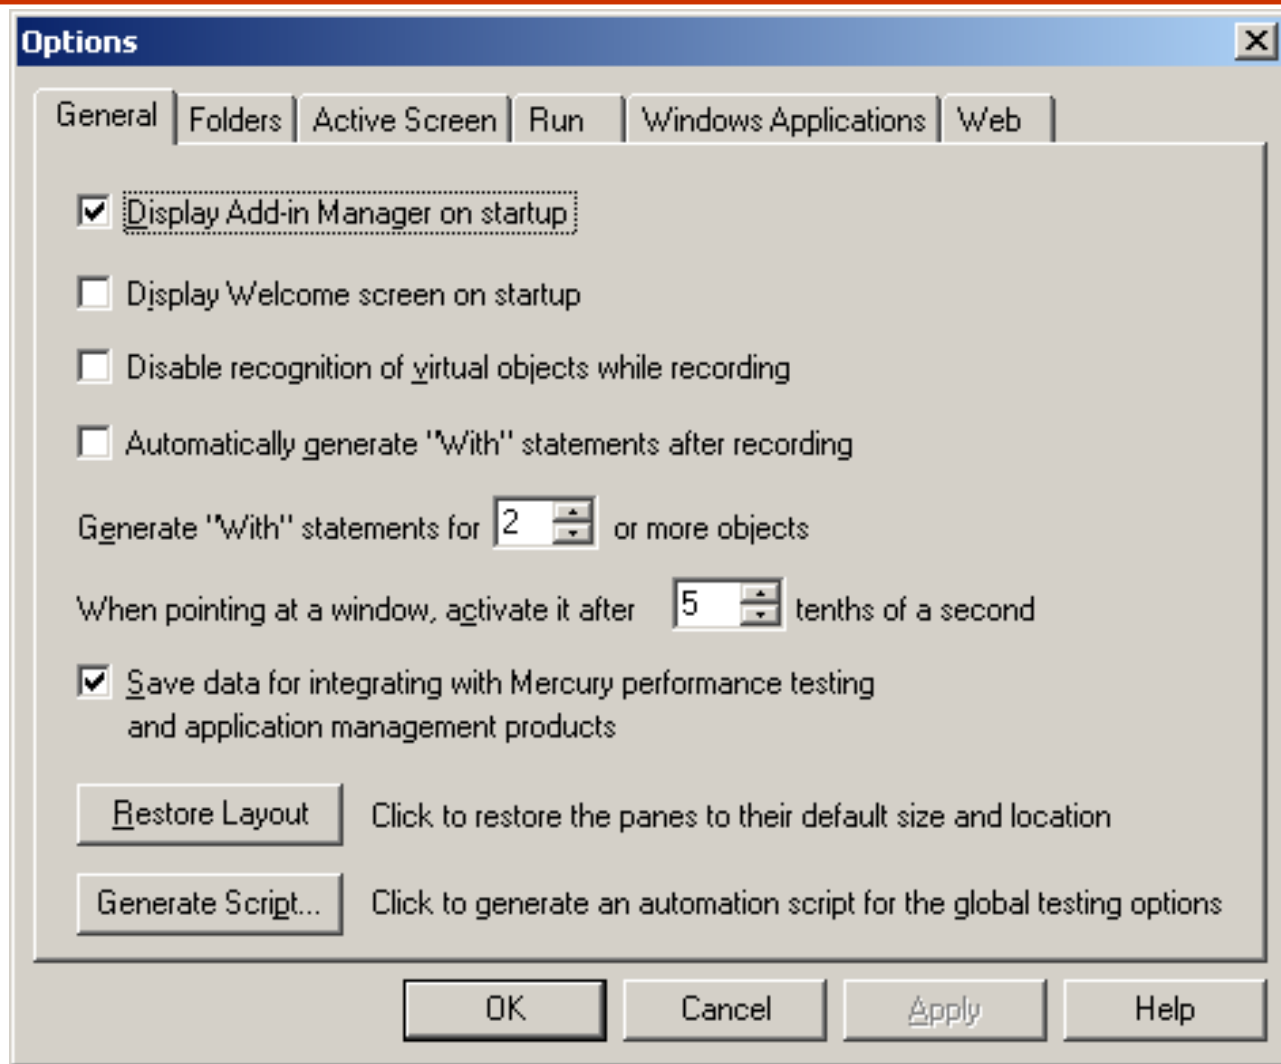 Options
General Folders Active Screen Run Windows Applications Web
Display Add-in Manager on startup
Display Welcome screen on startup
Disable recognition of virtual objects while recording
Automatically generate "With" statements after recording
Generate "With" statements for 2 or more objects
When pointing at a window, activate it after 5 tenths of a second
Save data for integrating with Mercury performance testing
and application management products
Restore Layout Click to restore the panes to their default size and location
Generate Script... Click to generate an automation script for the global testing options
OK Cancel Apply Help